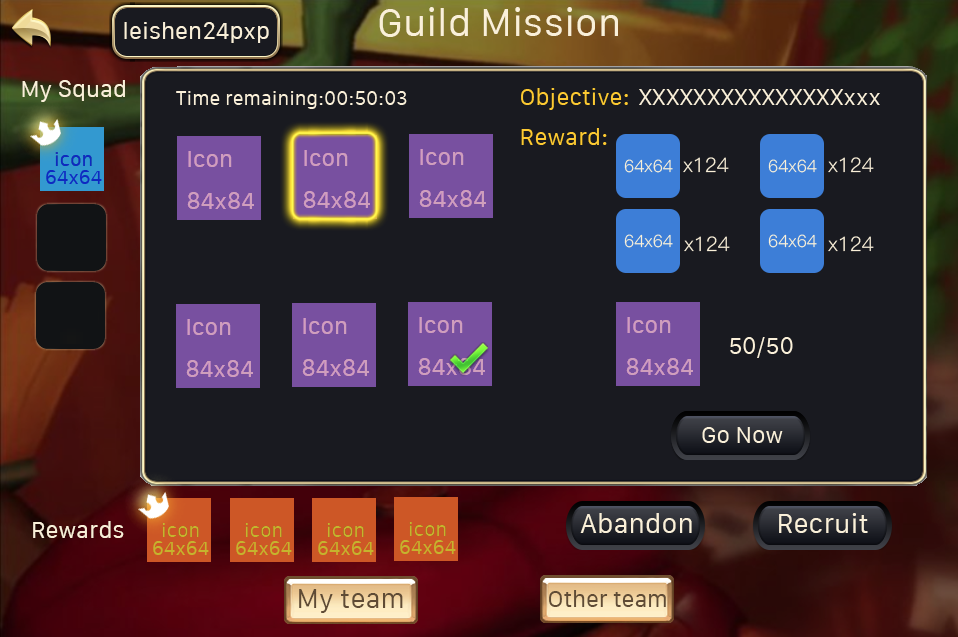 leishen24pxp
Guild Mission
My Squad
icon
64x64
Time remaining:00:50:03
Icon
84x84
Icon
84x84
Icon
84x84
Icon
84x84
Icon
84x84
Icon
84x84
Objective: XXXXXXXXXXXXXXXxxx
Reward:
64x64 x124
64x64 x124
64x64 x124
64x64 x124
Icon
84x84
50/50
Go Now
Rewards
icon
64x64
icon
64x64
icon
64x64
icon
64x64
Abandon
Recruit
My team
Other team